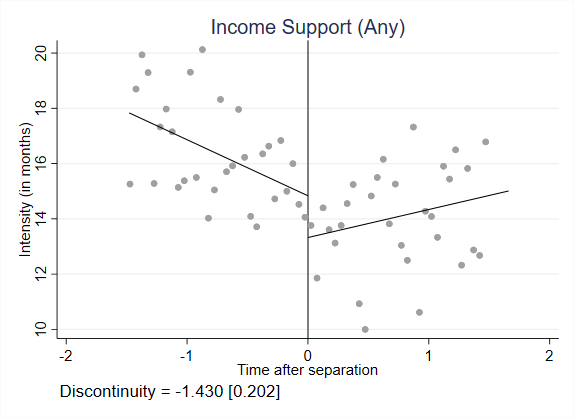 Income Support (Any)
Intensity (in months)
20
18
16
14
12
10
-2 -1 0 1 2
Time after separation
Discontinuity = -1.430 [0.202]